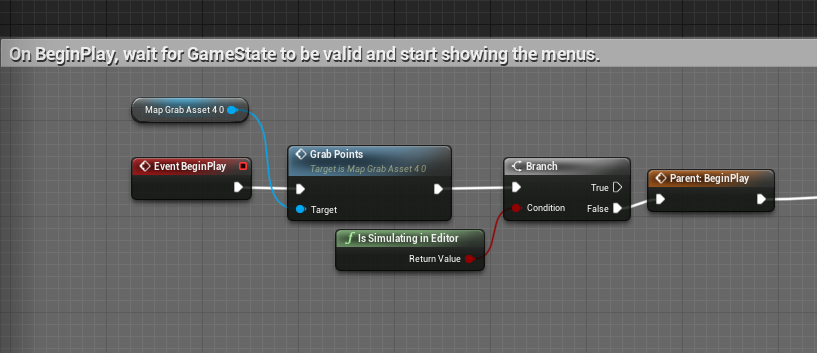 On BeginPlay, wait for GameState to be valid and start showing the menus.
Map Grab Asset 4 0
Event BeginPlay
Grab Points
Target is Map Grab Asset 4 0
Target
Branch
True
Condition
False
Parent: BeginPlay
f Is Simulating in Editor
Return Value